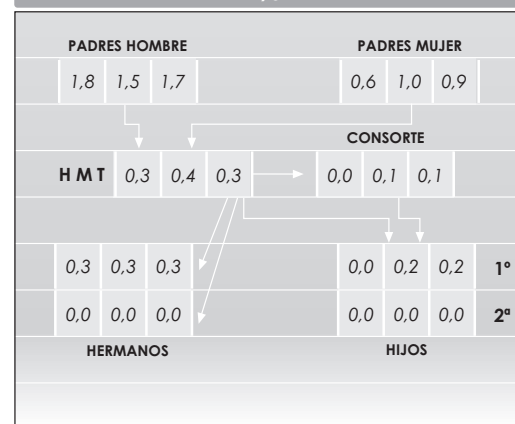 PADRES HOMBRE PADRES MUJER
1,8 1,5 1,7 0,6 1,0 0,9
CONSORTE
H M T 0,3 0,4 0,3 0,0 0,1 0,1
0,3 0,3 0,3 0,0 0,2 0,2 1º
0,0 0,0 0,0 0,0 0,0 0,0 2ª
HERMANOS HIJOS